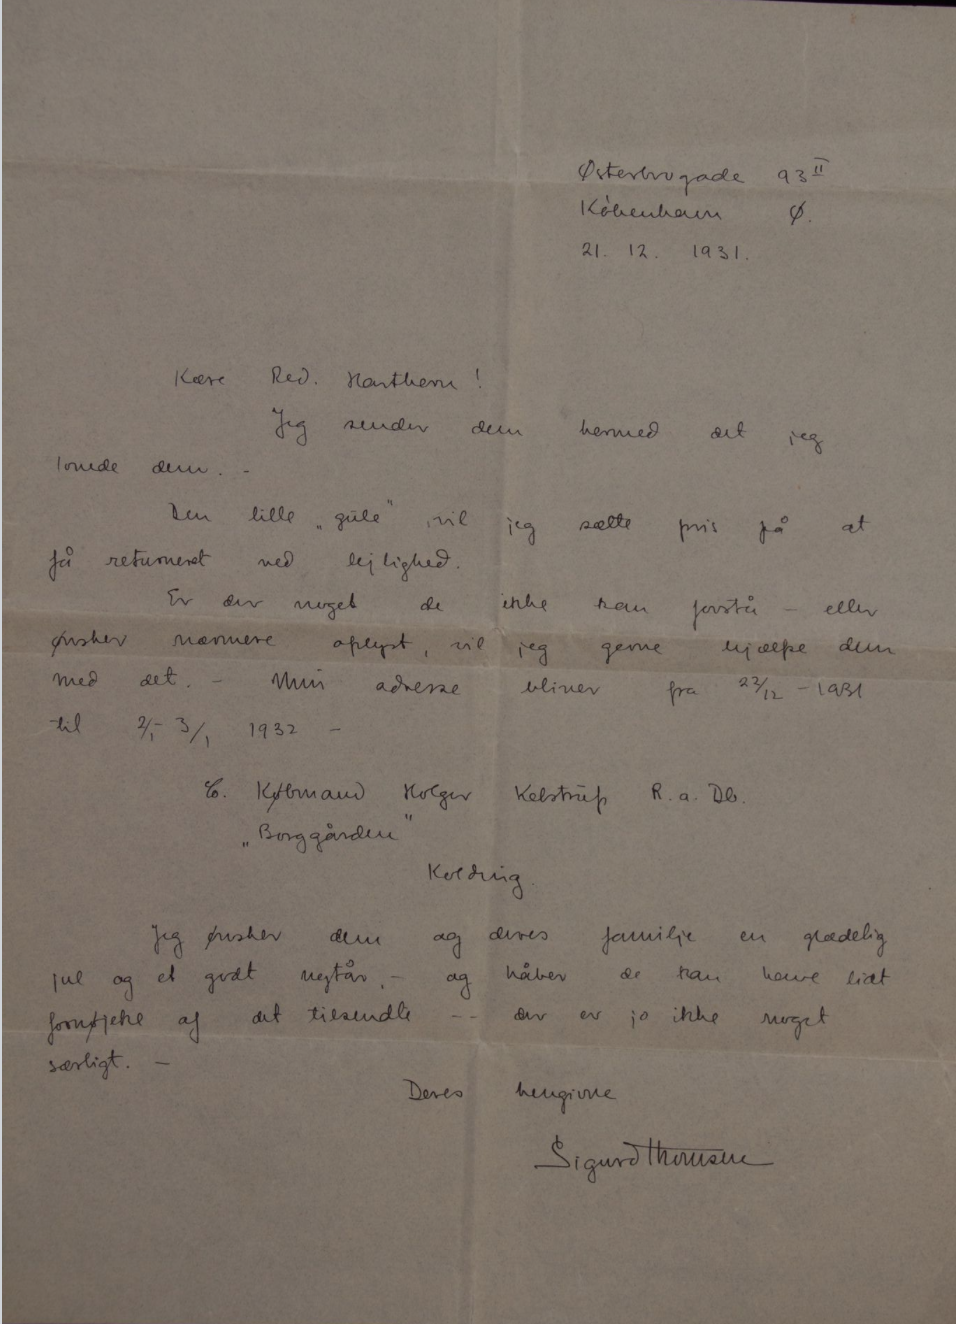 Østerbrogade 93 II
København Ø.
21. 12. 1931.
Kære Red. Harthern!
Jeg sender dem hermed det jeg
lovede dem. -
Den lille „gule", vil jeg sætte pris på at
få returneret ved lejlighed.
Er der noget de ikke kan forstå - eller
ønsker nærmere oplyst, vil jeg gerne hjælpe dem
med det. - Min adresse bliver fra 22/12 - 1931
til 2/1 - 3/1 1932 -
C. Købmand Holger Kelstrup R. a. Db.
„Borggården"
Kolding.
Jeg ønsker dem og deres familje en glædelig
jul og et godt nytår. - og håber de kan have lidt
fornøjelse af det tilsendte -- der er jo ikke noget
særligt. -
Deres hengivne
Sigurd Thomsen